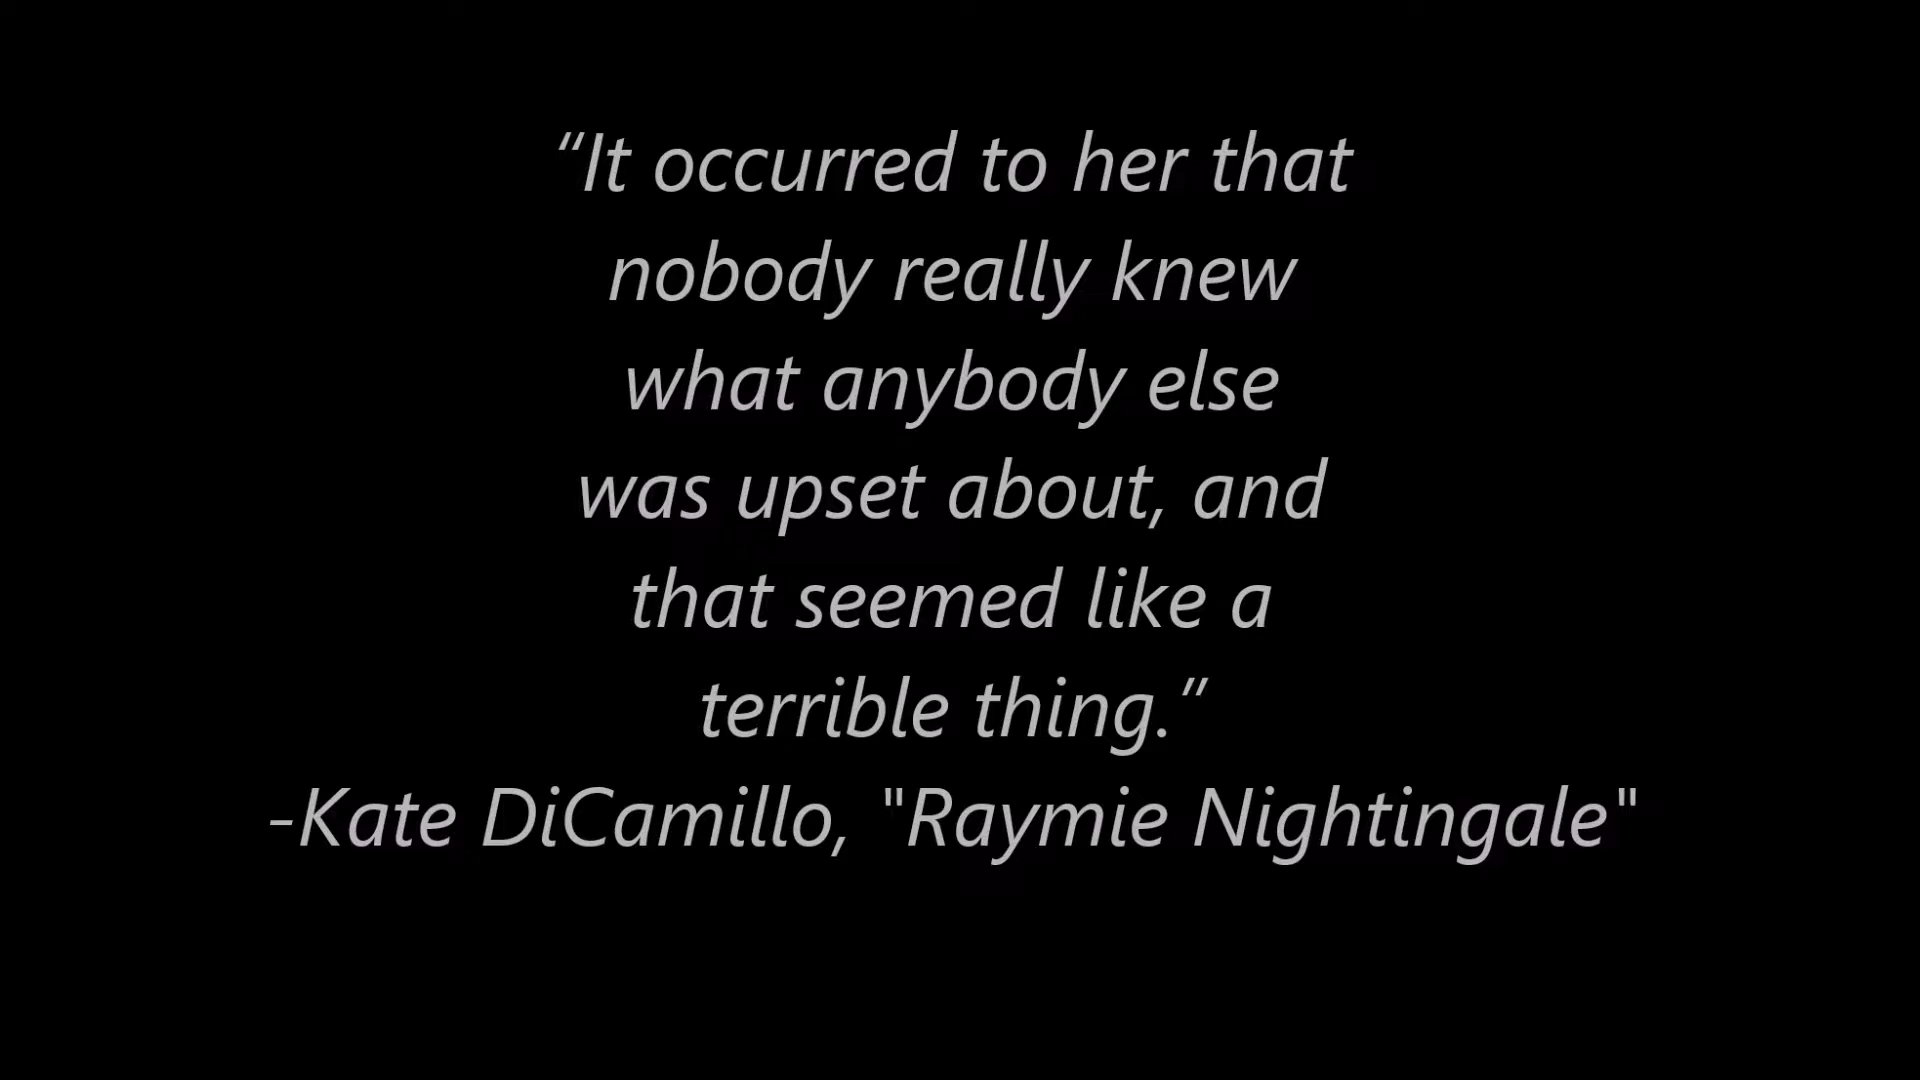 “It occurred to her that
nobody really knew
what anybody else
was upset about, and
that seemed like a
terrible thing.”
-Kate DiCamillo, "Raymie Nightingale"